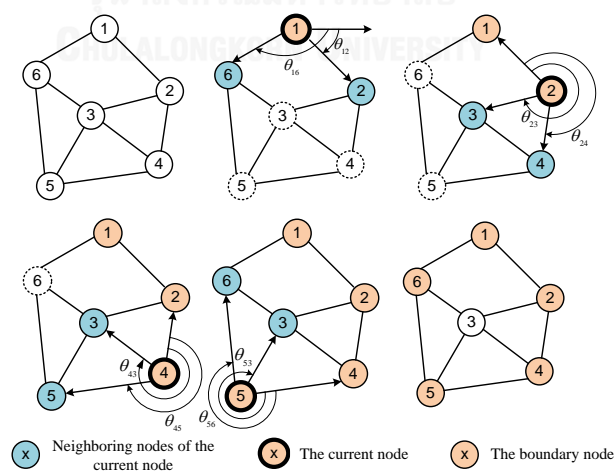 CHULALONGKORN UNIVERSITY
1
6
2
3
4
5
1
θ12
θ16
6
2
3
4
5
1
6
2
3
θ23
θ24
4
5
1
6
2
3
θ43
4
5
θ45
1
6
2
3
θ53
4
5
θ56
1
6
2
3
4
5
x Neighboring nodes of the
current node
x The current node
x The boundary node